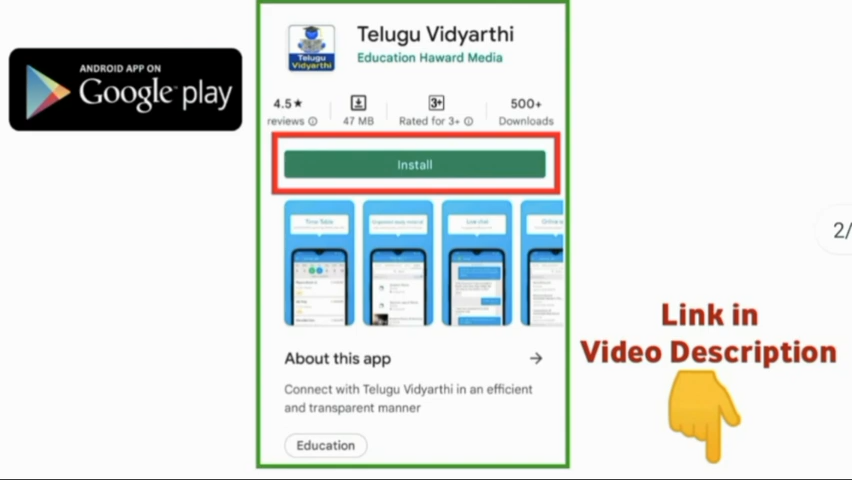 ANDROID APP ON
Google play
Telugu
Vidyarthi
Telugu Vidyarthi
Education Haward Media
4.5★
reviews
47 MB
3+
Rated for 3+
500+
Downloads
Install
Time Table
Live chat
About this app
Connect with Telugu Vidyarthi in an efficient
and transparent manner
Education
2/
Link in
Video Description